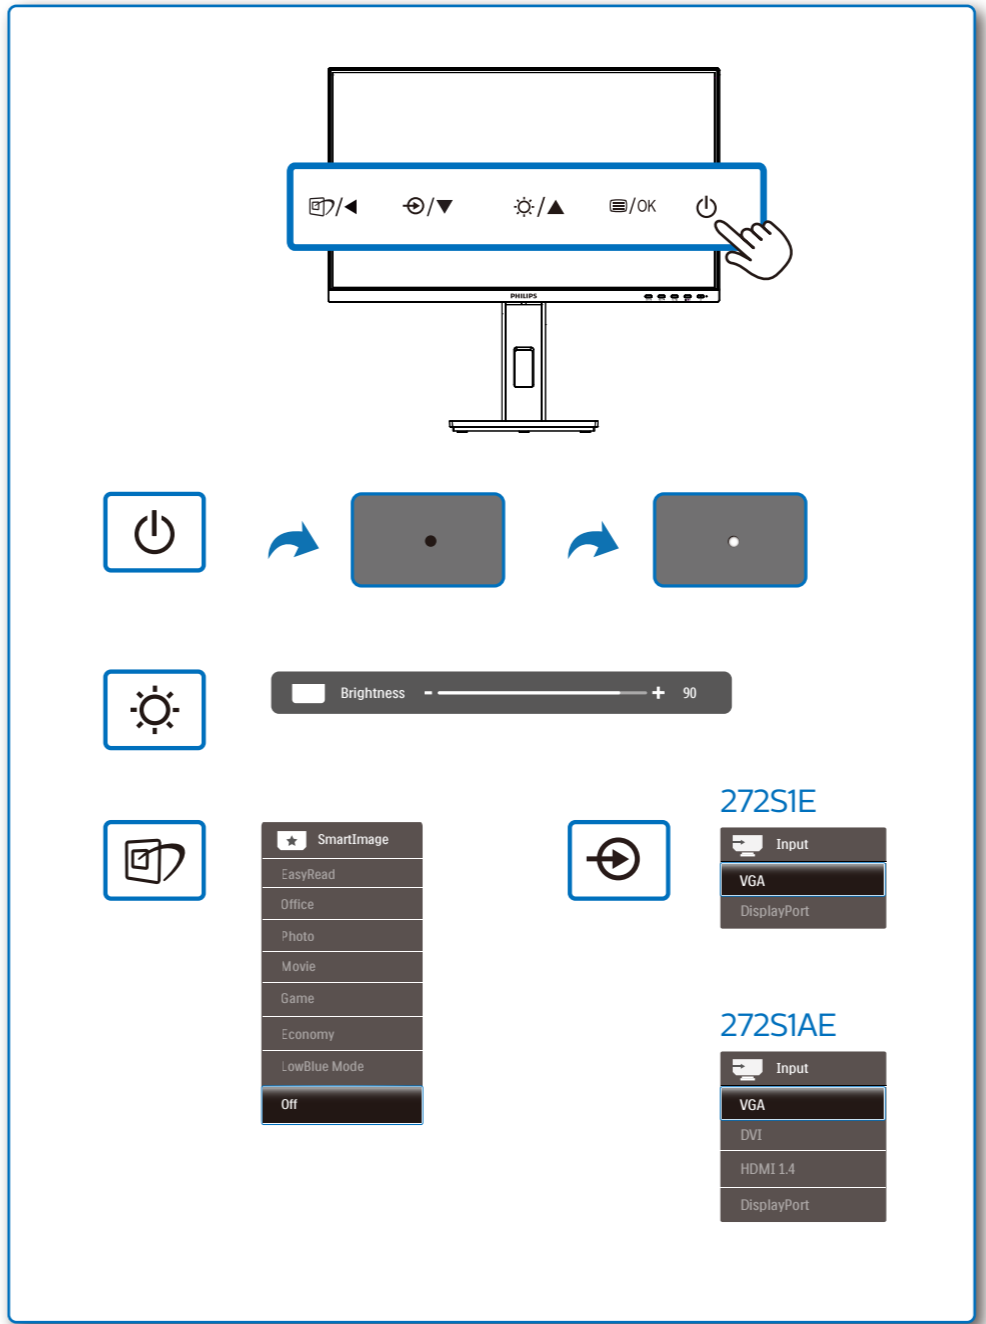 /◀ /▼ /▲ /OK
PHILIPS
Brightness - + 90
272S1E
SmartImage
EasyRead
Office
Photo
Movie
Game
Economy
LowBlue Mode
Off
Input
VGA
DisplayPort
272S1AE
Input
VGA
DVI
HDMI 1.4
DisplayPort